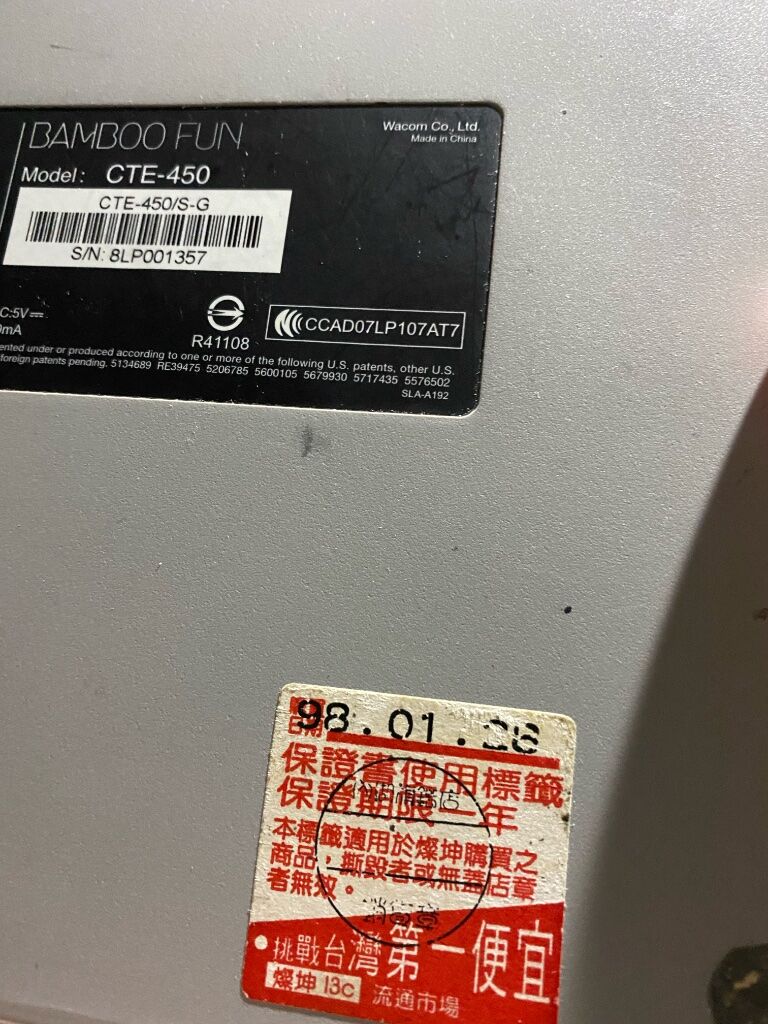 BAMBOO FUN
Wacom Co., Ltd.
Made in China
Model: CTE-450
CTE-450/S-G
S/N: 8LP001357
C:5V
mA
R41108
CCAD07LP107AT7
ented under or produced according to one or more of the following U.S. patents, other U.S.
foreign patents pending. 5134689 RE39475 5206785 5600105 5679930 5717435 5576502
SLA-A192
98.01.26
保證書使用標籤
保證期限一年
本標籤適用於燦坤購買之
商品，撕毀者或無蓋店章
者無效。
挑戰台灣第一便宜
燦坤 13c 流通市場